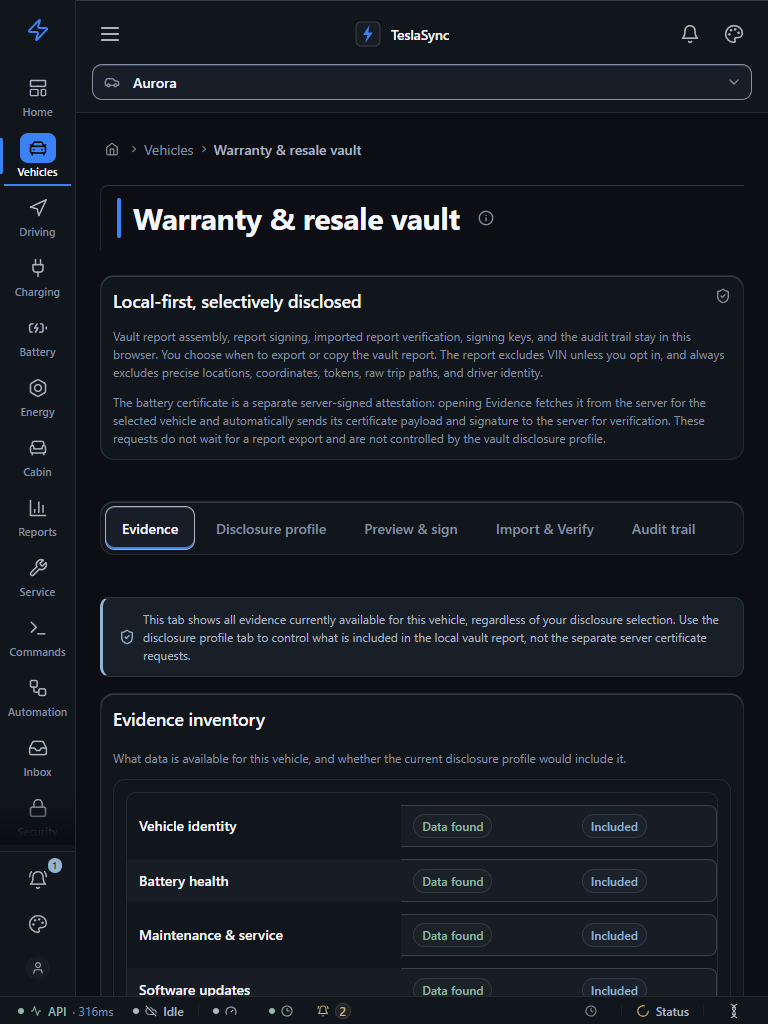 TeslaSync
Aurora
Home
Vehicles
Driving
Charging
Battery
Energy
Cabin
Reports
Service
Commands
Automation
Inbox
Security
1
Vehicles
Warranty & resale vault
Warranty & resale vault
Local-first, selectively disclosed
Vault report assembly, report signing, imported report verification, signing keys, and the audit trail stay in this
browser. You choose when to export or copy the vault report. The report excludes VIN unless you opt in, and always
excludes precise locations, coordinates, tokens, raw trip paths, and driver identity.
The battery certificate is a separate server-signed attestation: opening Evidence fetches it from the server for the
selected vehicle and automatically sends its certificate payload and signature to the server for verification. These
requests do not wait for a report export and are not controlled by the vault disclosure profile.
Evidence Disclosure profile Preview & sign Import & Verify Audit trail
This tab shows all evidence currently available for this vehicle, regardless of your disclosure selection. Use the
disclosure profile tab to control what is included in the local vault report, not the separate server certificate
requests.
Evidence inventory
What data is available for this vehicle, and whether the current disclosure profile would include it.
Vehicle identity Data found Included
Battery health Data found Included
Maintenance & service Data found Included
Software updates Data found Included
API · 316ms Idle 2 Status